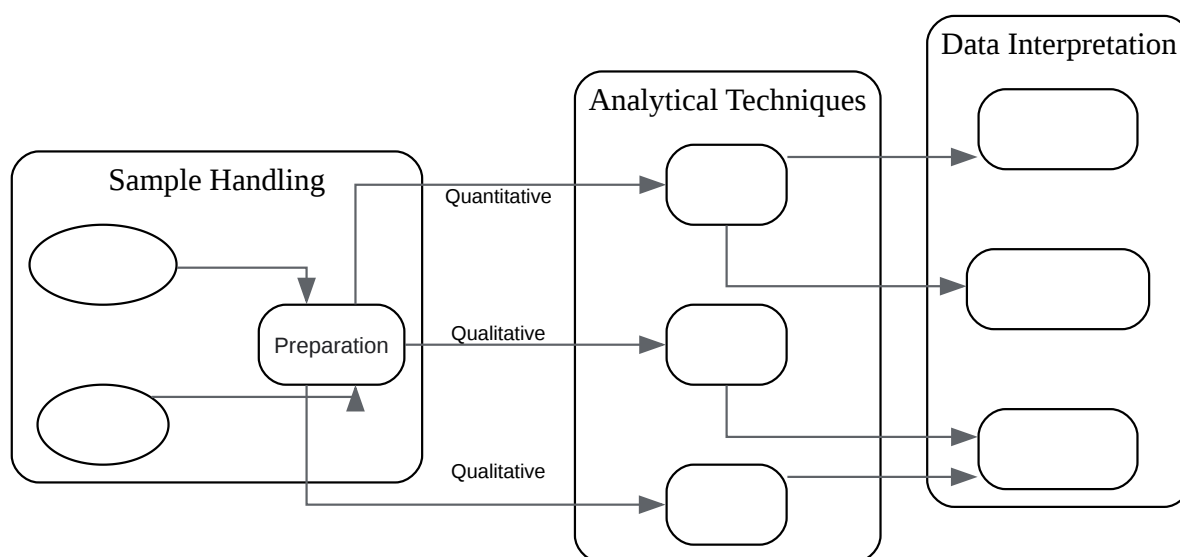 Data Interpretation
Analytical Techniques
Sample Handling
Quantitative
Preparation
Qualitative
Qualitative